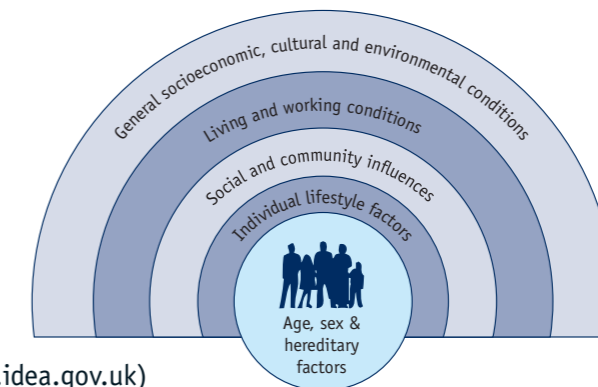 General socioeconomic, cultural and environmental conditions
Living and working conditions
Social and community influences
Individual lifestyle factors
Age, sex &
hereditary
factors
.idea.gov.uk)